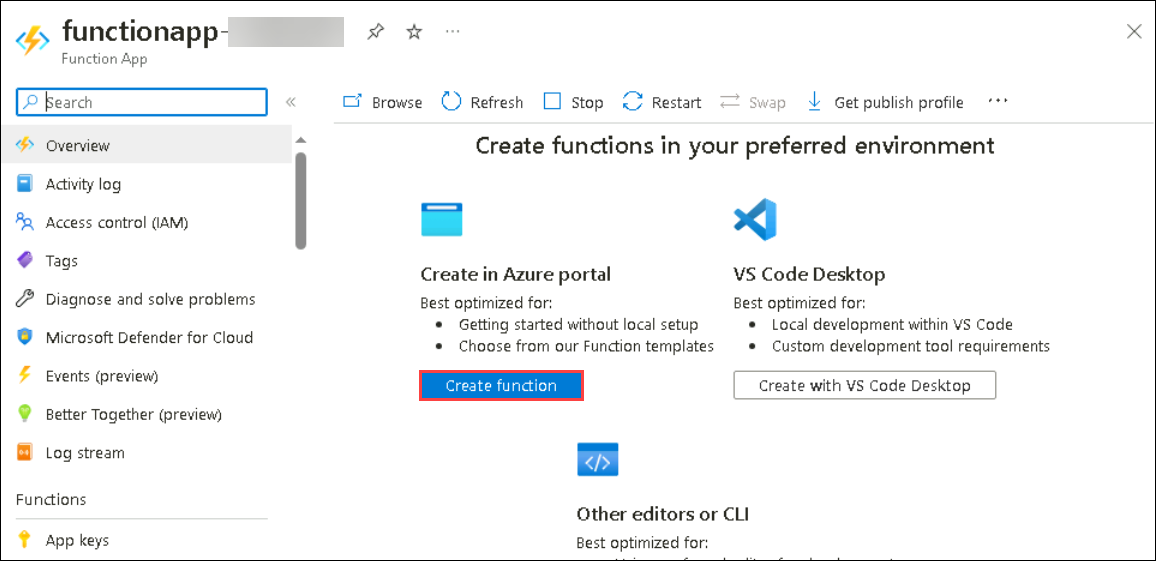 functionapp-
Function App
Search
Browse Refresh Stop Restart Swap Get publish profile
Overview
Activity log
Access control (IAM)
Tags
Diagnose and solve problems
Microsoft Defender for Cloud
Events (preview)
Better Together (preview)
Log stream
Functions
App keys
Create functions in your preferred environment
Create in Azure portal
Best optimized for:
• Getting started without local setup
• Choose from our Function templates
Create function
VS Code Desktop
Best optimized for:
• Local development within VS Code
• Custom development tool requirements
Create with VS Code Desktop
Other editors or CLI
Best optimized for: